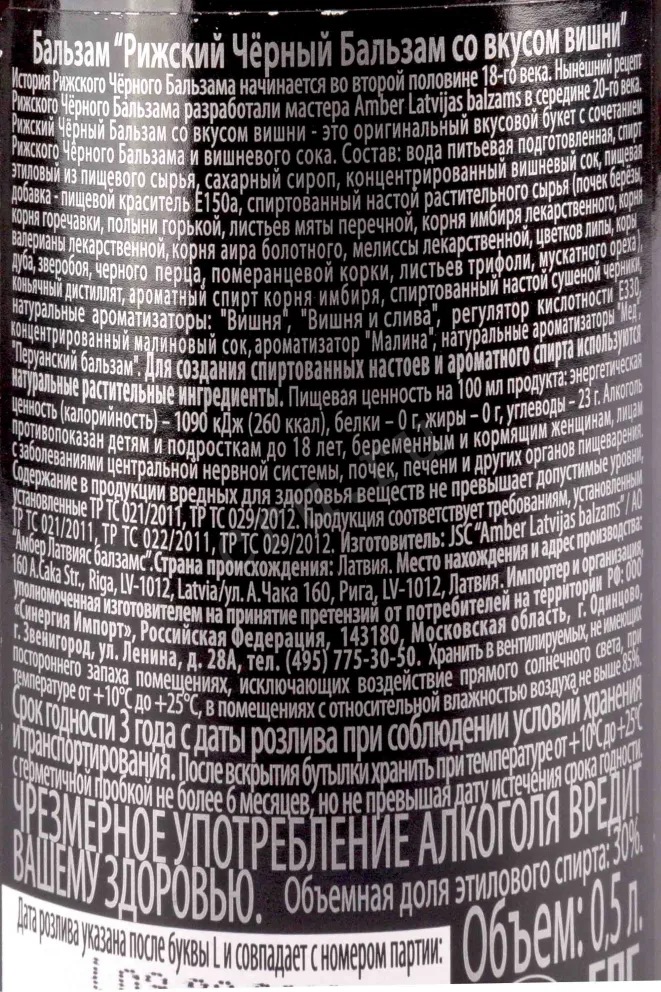 Бальзам “Рижский Чёрный Бальзам со вкусом вишни”
История Рижского Чёрного Бальзама начинается во второй половине 18-го века. Нынешний рецепт
Рижского Чёрного Бальзама разработали мастера Amber Latvijas balzams в середине 20-го века.
Рижский Чёрный Бальзам со вкусом вишни - это оригинальный вкусовой букет с сочетанием
Рижского Чёрного Бальзама и вишневого сока. Состав: вода питьевая подготовленная, спирт
этиловый из пищевого сырья, сахарный сироп, концентрированный вишневый сок, пищевая
добавка - пищевой краситель Е150а, спиртованный настой растительного сырья (почек берёзы,
корня горечавки, полыни горькой, листьев мяты перечной, корня имбиря лекарственного, корня
валерианы лекарственной, корня аира болотного, мелиссы лекарственной, цветков липы, коры
дуба, зверобоя, черного перца, померанцевой корки, листьев трифоли, мускатного ореха),
коньячный дистиллят, ароматный спирт корня имбиря, спиртованный настой сушеной черники,
натуральные ароматизаторы: "Вишня", "Вишня и слива", регулятор кислотности Е330,
концентрированный малиновый сок, ароматизатор "Малина", натуральные ароматизаторы "Мед",
"Перуанский бальзам". Для создания спиртованных настоев и ароматного спирта используются
натуральные растительные ингредиенты. Пищевая ценность на 100 мл продукта: энергетическая
ценность (калорийность) – 1090 кДж (260 ккал), белки – 0 г, жиры – 0 г, углеводы – 23 г. Алкоголь
противопоказан детям и подросткам до 18 лет, беременным и кормящим женщинам, лицам
с заболеваниями центральной нервной системы, почек, печени и других органов пищеварения.
Содержание в продукции вредных для здоровья веществ не превышает допустимые уровни,
установленные ТР ТС 021/2011, ТР ТС 029/2012. Продукция соответствует требованиям, установленным
ТР ТС 021/2011, ТР ТС 022/2011, ТР ТС 029/2012. Изготовитель: JSC “Amber Latvijas balzams” / АО
“Амбер Латвияс балзамс”. Страна происхождения: Латвия. Место нахождения и адрес производства:
160 A.Caka Str., Riga, LV-1012, Latvia/ул. А.Чака 160, Рига, LV-1012, Латвия. Импортер и организация,
уполномоченная изготовителем на принятие претензий от потребителей на территории РФ: ООО
«Синергия Импорт», Российская Федерация, 143180, Московская область, г. Одинцово,
г. Звенигород, ул. Ленина, д. 28А, тел. (495) 775-30-50. Хранить в вентилируемых, не имеющих
постороннего запаха помещениях, исключающих воздействие прямого солнечного света, при
температуре от +10°С до +25°С, в помещениях с относительной влажностью воздуха не выше 85%.
Срок годности 3 года с даты розлива при соблюдении условий хранения
и транспортирования. После вскрытия бутылки хранить при температуре от +10°С до +25°С
с герметичной пробкой не более 6 месяцев, но не превышая дату истечения срока годности.
ЧРЕЗМЕРНОЕ УПОТРЕБЛЕНИЕ АЛКОГОЛЯ ВРЕДИТ
ВАШЕМУ ЗДОРОВЬЮ. Объемная доля этилового спирта: 30%.
Объем: 0,5 л.
Дата розлива указана после буквы L и совпадает с номером партии: